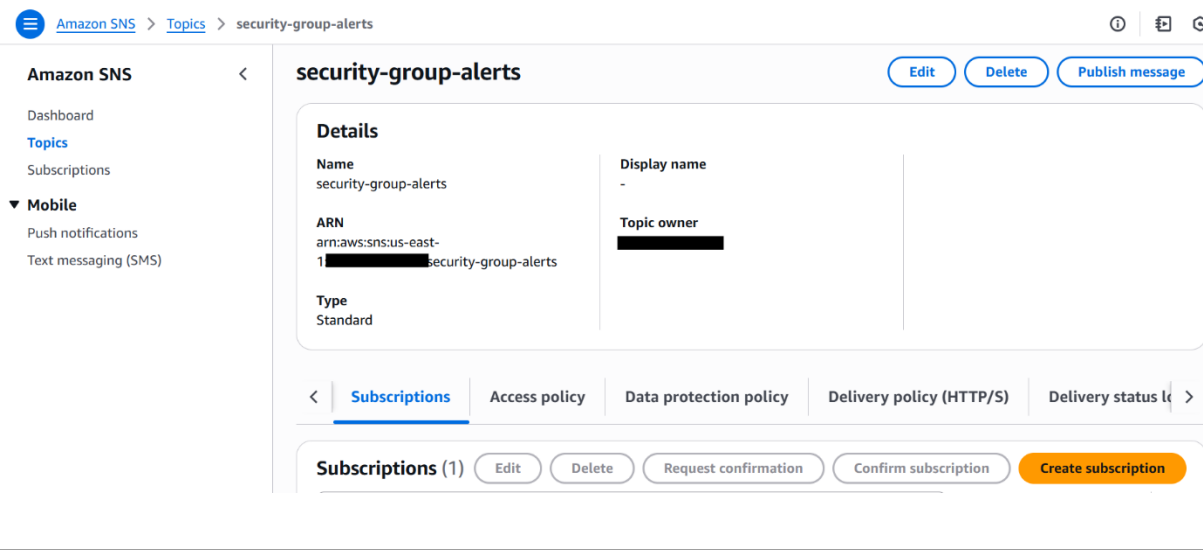 Amazon SNS > Topics > security-group-alerts
Amazon SNS
Dashboard
Topics
Subscriptions
Mobile
Push notifications
Text messaging (SMS)
security-group-alerts
Edit
Delete
Publish message
Details
Name
security-group-alerts
ARN
arn:aws:sns:us-east-
1: security-group-alerts
Type
Standard
Display name
-
Topic owner
Subscriptions
Access policy
Data protection policy
Delivery policy (HTTP/S)
Delivery status
Subscriptions (1)
Edit
Delete
Request confirmation
Confirm subscription
Create subscription